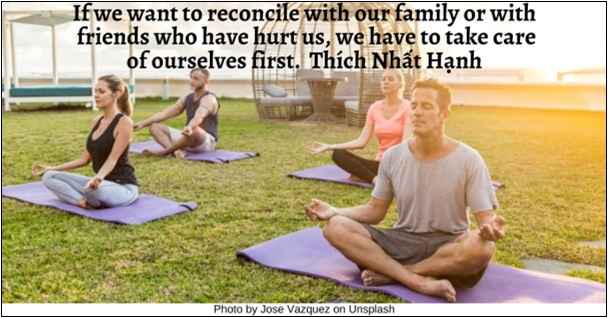 If we want to reconcile with our family or with
friends who have hurt us, we have to take care
of ourselves first.  Thích Nhất Hạnh
Photo by Jose Vazquez on Unsplash